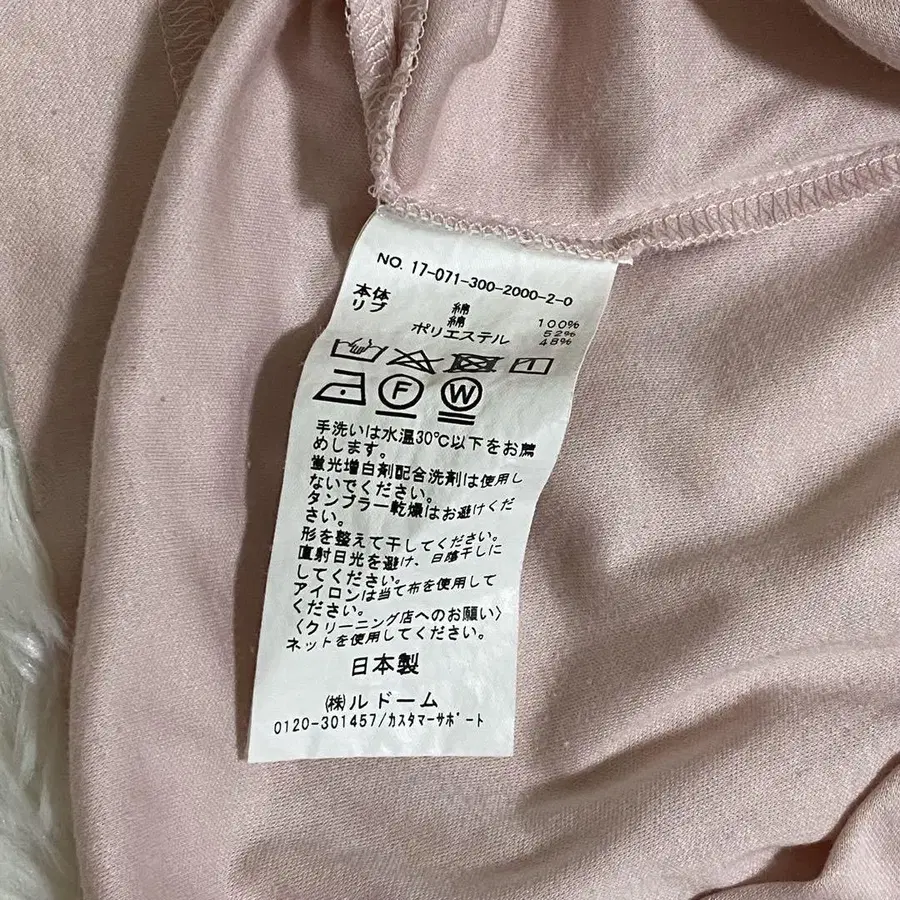 NO. 17-071-300-2000-2-0
本体 綿 100%
リブ 綿 52%
ポリエステル 48%
F W
手洗いは水温30℃以下をお薦
めします。
蛍光増白剤配合洗剤は使用し
ないでください。
タンブラー乾燥はお避けくだ
さい。
形を整えて干してください。
直射日光を避け、日蔭干しに
してください。
アイロンは当て布を使用して
ください。
〈クリーニング店へのお願い〉
ネットを使用してください。
日本製
(株)ルドーム
0120-301457/カスタマーサポート